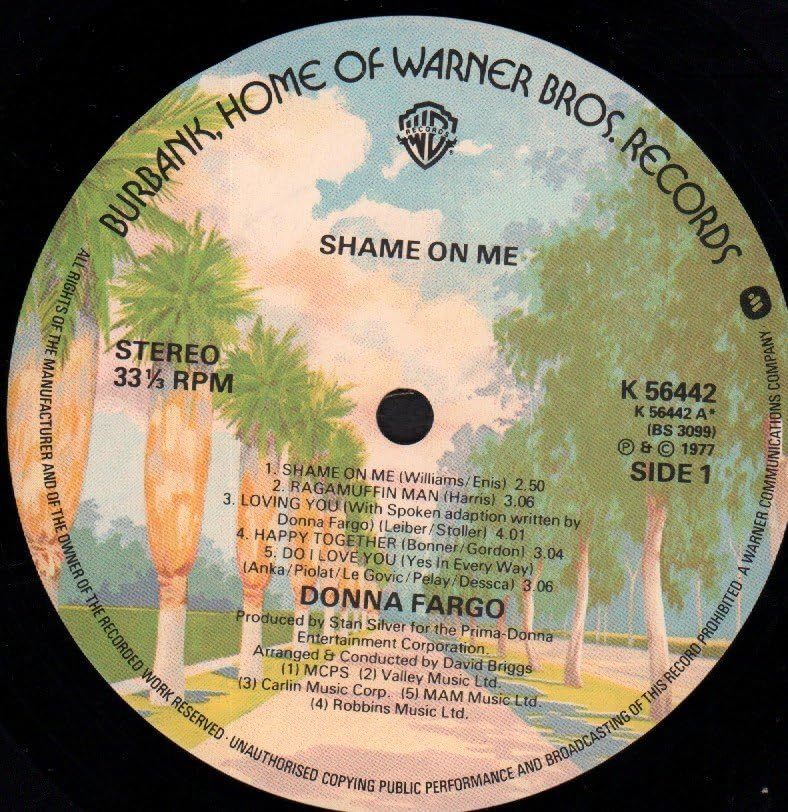 BURBANK, HOME OF WARNER BROS. RECORDS
RECORDS
WB
SHAME ON ME
STEREO
33⅓ RPM
K 56442
K 56442 A*
(BS 3099)
℗ & © 1977
SIDE 1
1. SHAME ON ME (Williams/Enis) 2.50
2. RAGAMUFFIN MAN (Harris) 3.06
3. LOVING YOU (With Spoken adaption written by
Donna Fargo) (Leiber/Stoller) 4.01
4. HAPPY TOGETHER (Bonner/Gordon) 3.04
5. DO I LOVE YOU (Yes In Every Way)
(Anka/Piolat/Le Govic/Pelay/Dessca) 3.06
DONNA FARGO
Produced by Stan Silver for the Prima-Donna
Entertainment Corporation.
Arranged & Conducted by David Briggs
(1) MCPS (2) Valley Music Ltd.
(3) Carlin Music Corp. (5) MAM Music Ltd.
(4) Robbins Music Ltd.
ALL RIGHTS OF THE MANUFACTURER AND OF THE OWNER OF THE RECORDED WORK RESERVED · UNAUTHORISED COPYING PUBLIC PERFORMANCE AND BROADCASTING OF THIS RECORD PROHIBITED · A WARNER COMMUNICATIONS COMPANY